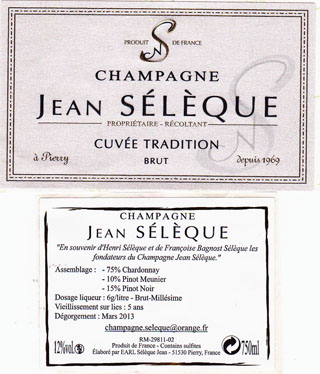 PRODUIT DE FRANCE
CHAMPAGNE
JEAN SÉLÈQUE
PROPRIÉTAIRE - RÉCOLTANT
CUVÉE TRADITION
à Pierry BRUT depuis 1969
CHAMPAGNE
JEAN SÉLÈQUE
"En souvenir d'Henri Sélèque et de Françoise Bagnost Sélèque les
fondateurs du Champagne Jean Sélèque."
Assemblage : - 75% Chardonnay
- 10% Pinot Meunier
- 15% Pinot Noir
Dosage liqueur : 6g/litre - Brut-Millésime
Vieillissement sur lies : 5 ans
Dégorgement : Mars 2013
champagne.seleque@orange.fr
RM-29811-02
12%vol. Produit de France - Contains sulfites 750ml
Élaboré par EARL Sélèque Jean - 51530 Pierry, France